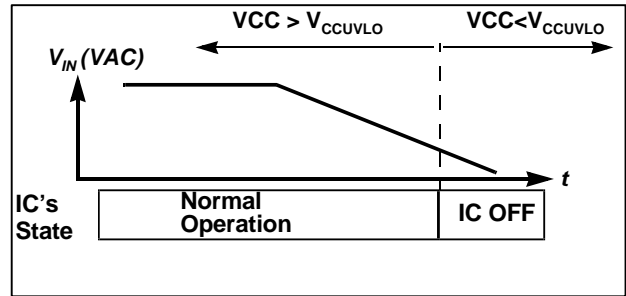 VCC > VCCUVLO
VCC<VCCUVLO
VIN (VAC)
t
IC's
State
Normal
Operation
IC OFF